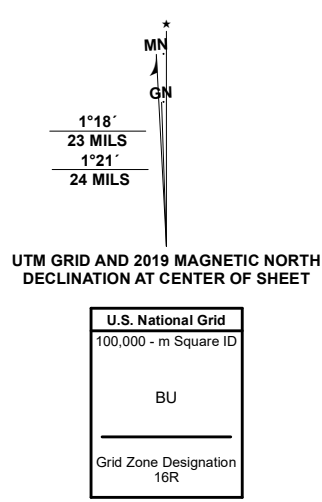 ★
MN
GN
1°18´
23 MILS
1°21´
24 MILS
UTM GRID AND 2019 MAGNETIC NORTH
DECLINATION AT CENTER OF SHEET
U.S. National Grid
100,000 - m Square ID
BU
Grid Zone Designation
16R